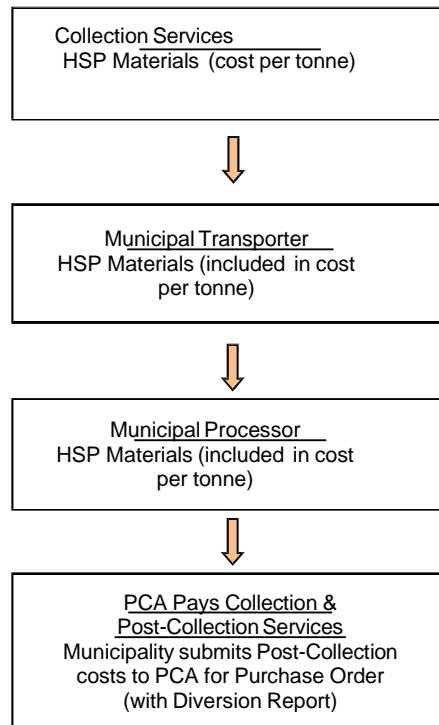 Collection Services
HSP Materials (cost per tonne)
Municipal Transporter
HSP Materials (included in cost
per tonne)
Municipal Processor
HSP Materials (included in cost
per tonne)
PCA Pays Collection &
Post-Collection Services
Municipality submits Post-Collection
costs to PCA for Purchase Order
(with Diversion Report)